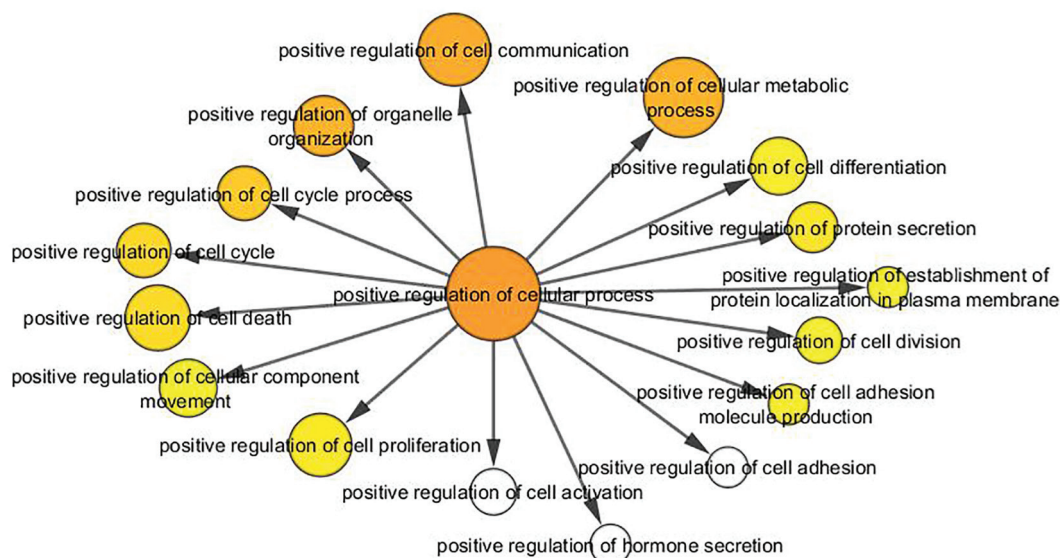 positive regulation of cell communication
positive regulation of cellular metabolic
process
positive regulation of organelle
organization
positive regulation of cell differentiation
positive regulation of cell cycle process
positive regulation of protein secretion
positive regulation of cell cycle
positive regulation of establishment of
protein localization in plasma membrane
positive regulation of cellular process
positive regulation of cell death
positive regulation of cell division
positive regulation of cellular component
movement
positive regulation of cell adhesion
molecule production
positive regulation of cell proliferation
positive regulation of cell adhesion
positive regulation of cell activation
positive regulation of hormone secretion